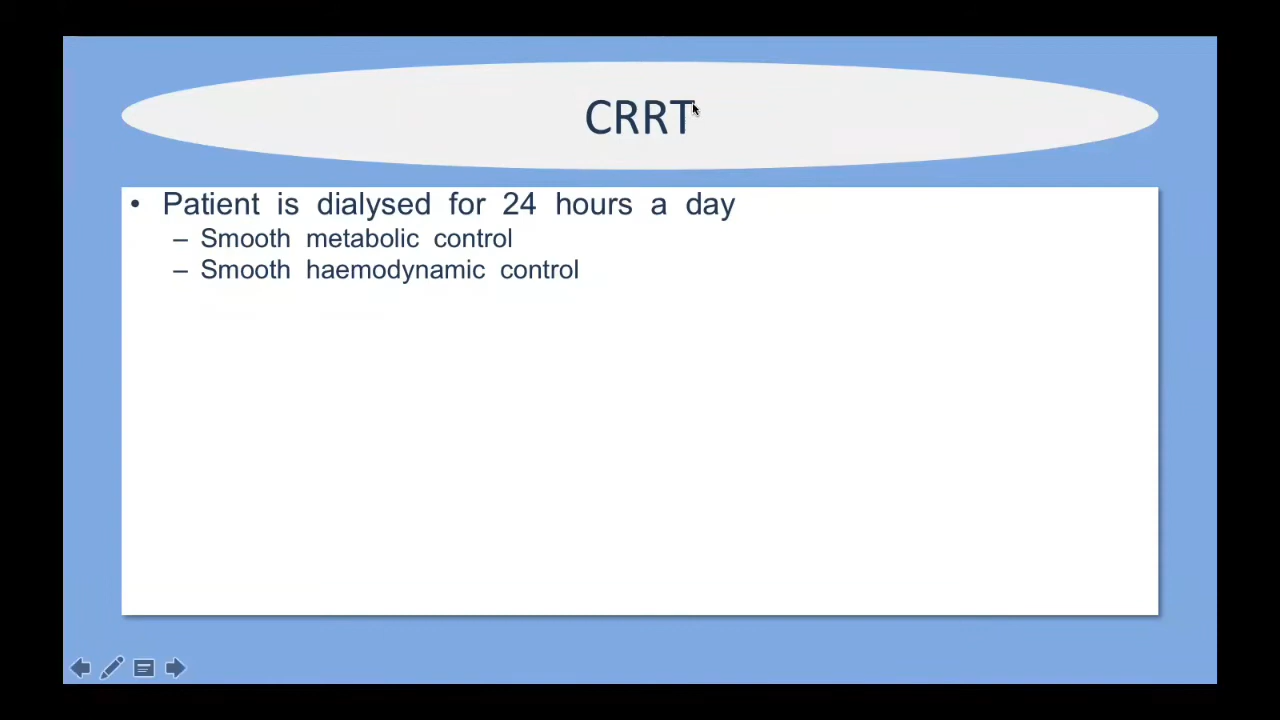 CRRT
• Patient is dialysed for 24 hours a day
– Smooth metabolic control
– Smooth haemodynamic control